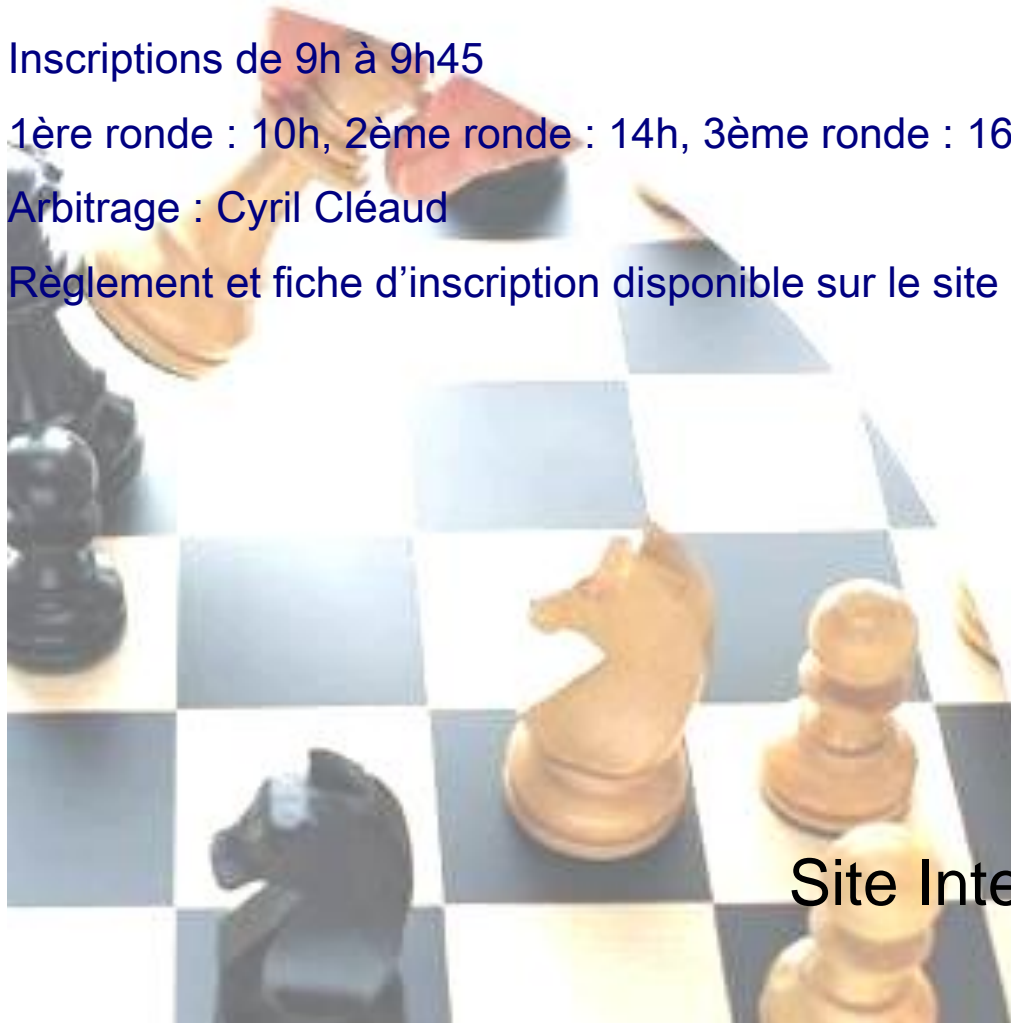 Inscriptions de 9h à 9h45
1ère ronde : 10h, 2ème ronde : 14h, 3ème ronde : 16
Arbitrage : Cyril Cléaud
Règlement et fiche d’inscription disponible sur le site
Site Inte